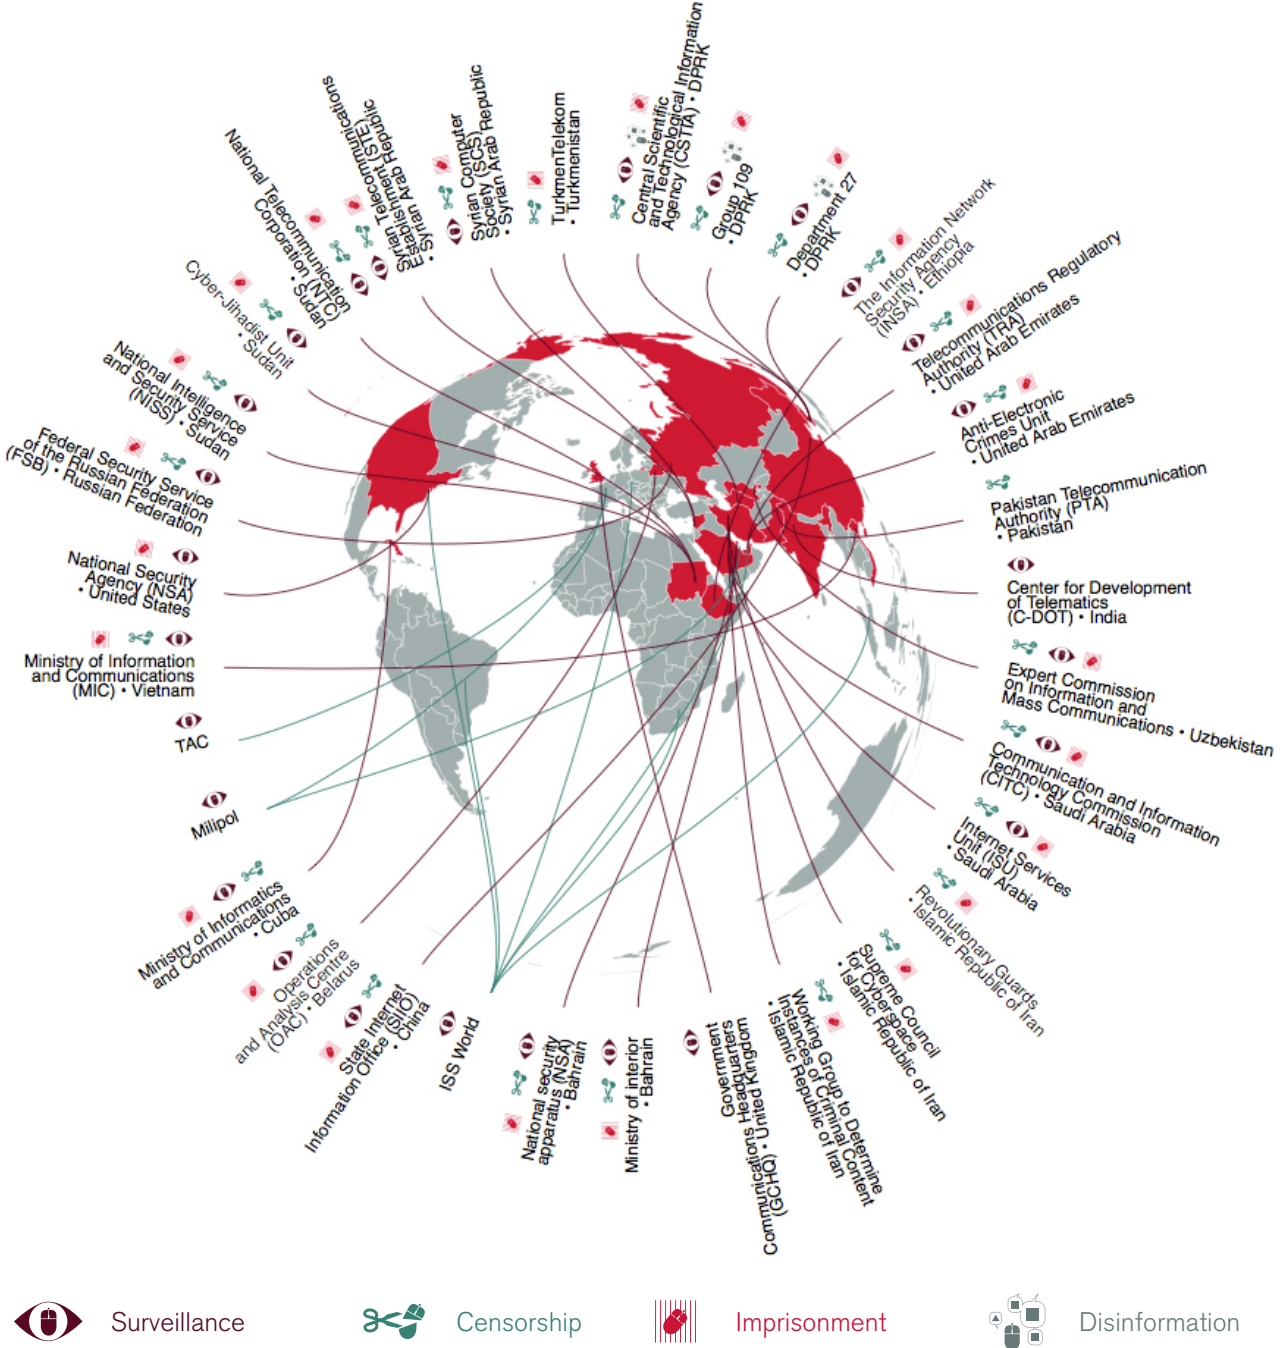 Central Scientific
and Technological Information
Agency (CSTIA) • DPRK
Group 109
• DPRK
Department 27
• DPRK
The Information Network
Security Agency
(INSA) • Ethiopia
Telecommunications Regulatory
Authority (TRA)
• United Arab Emirates
Anti-Electronic
Crimes Unit
• United Arab Emirates
Pakistan Telecommunication
Authority (PTA)
• Pakistan
Center for Development
of Telematics
(C-DOT) • India
Expert Commission
on Information and
Mass Communications • Uzbekistan
Communication and Information
Technology Commission
(CITC) • Saudi Arabia
Internet Services
Unit (ISU)
• Saudi Arabia
Revolutionary Guards
• Islamic Republic of Iran
Supreme Council
for Cyberspace
• Islamic Republic of Iran
Working Group to Determine
Instances of Criminal Content
• Islamic Republic of Iran
Government
Communications Headquarters
(GCHQ) • United Kingdom
Ministry of interior
• Bahrain
National security
apparatus (NSA)
• Bahrain
ISS World
State Internet
Information Office (SIIO)
• China
Operations
and Analysis Centre
(OAC) • Belarus
Ministry of Informatics
and Communications
• Cuba
Milipol
TAC
Ministry of Information
and Communications
(MIC) • Vietnam
National Security
Agency (NSA)
• United States
Federal Security Service
of the Russian Federation
(FSB) • Russian Federation
National Intelligence
and Security Service
(NISS) • Sudan
Cyber-Jihadist Unit
• Sudan
National Telecommunication
Corporation (NTC)
• Sudan
Syrian Telecommunications
Establishment (STE)
• Syrian Arab Republic
Syrian Computer
Society (SCS)
• Syrian Arab Republic
TurkmenTelekom
• Turkmenistan
Surveillance
Censorship
Imprisonment
Disinformation